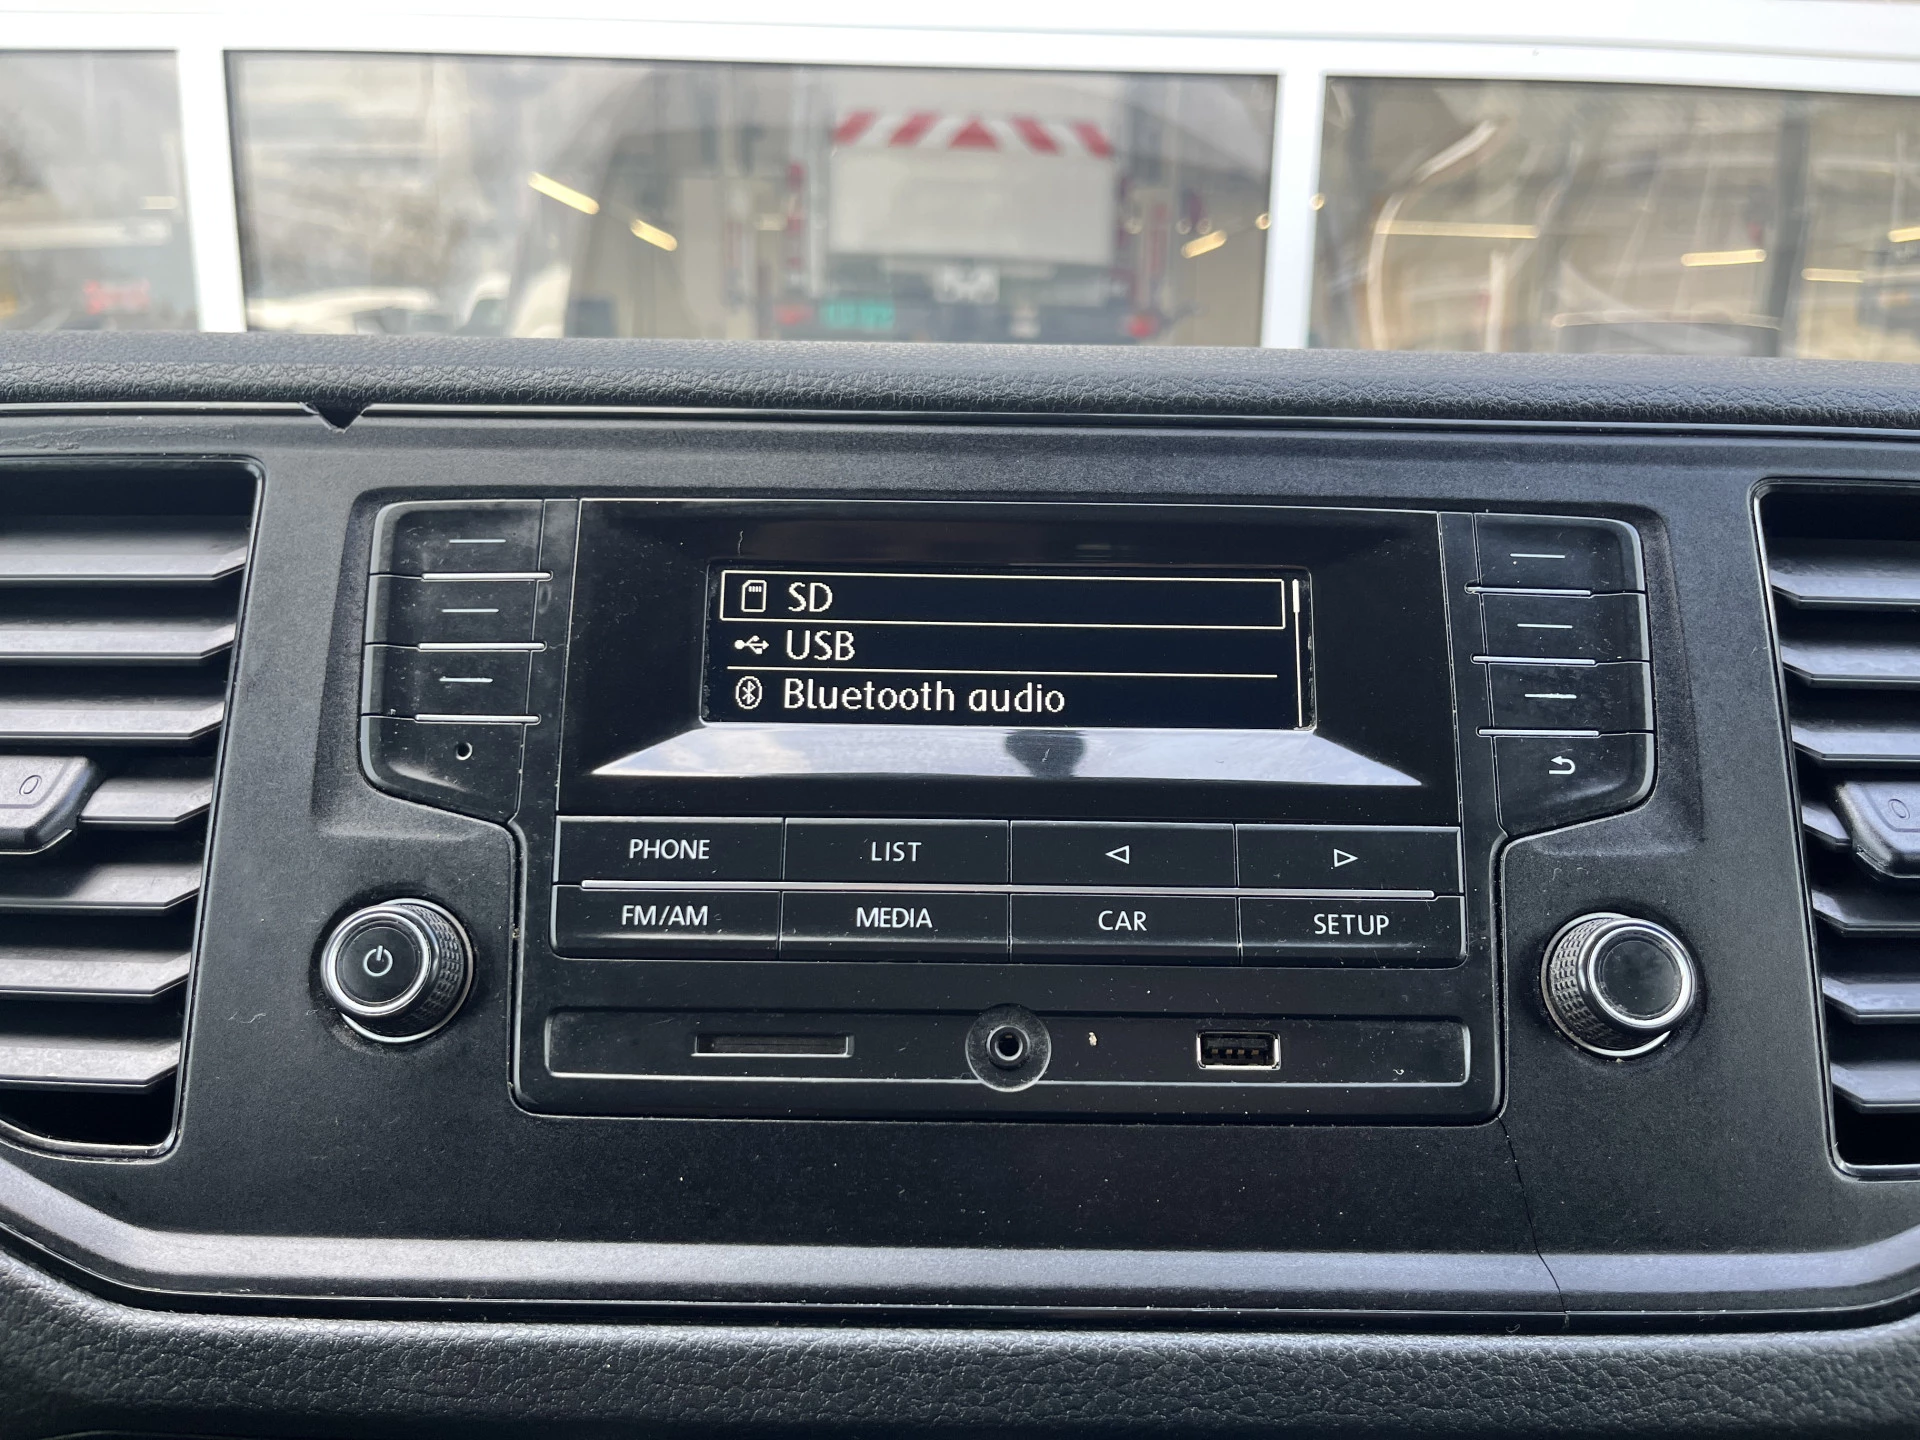 SD
USB
Bluetooth audio
PHONE LIST
FM/AM MEDIA CAR SETUP